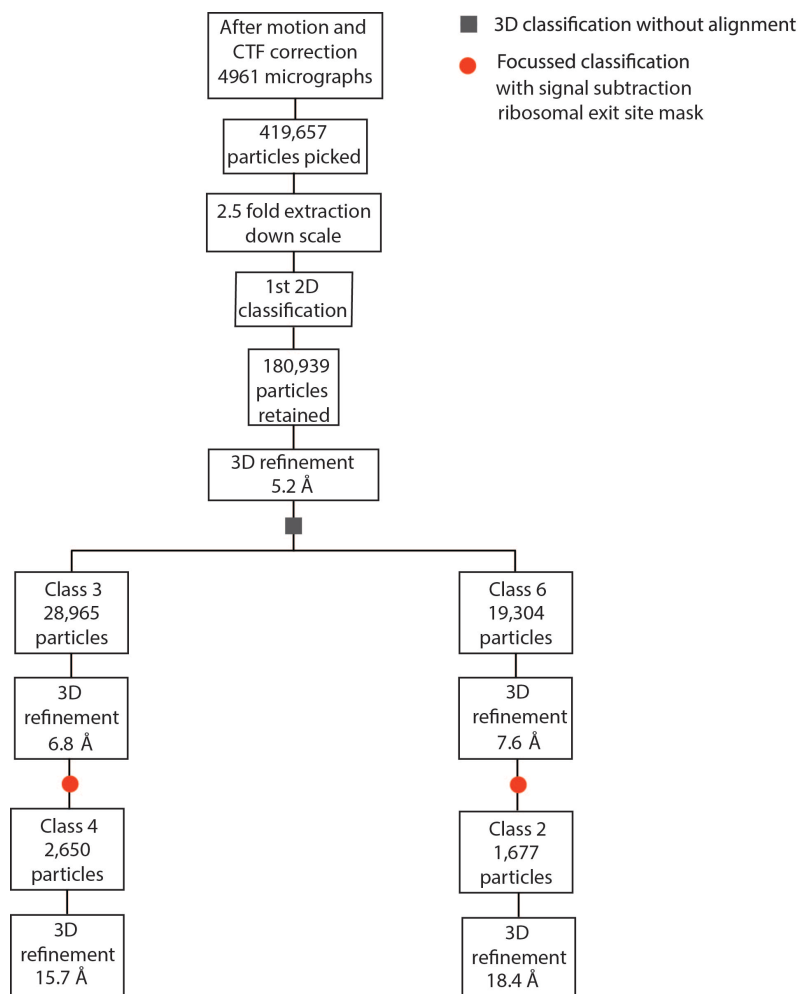 After motion and
CTF correction
4961 micrographs
3D classification without alignment
Focussed classification
with signal subtraction
ribosomal exit site mask
419,657
particles picked
2.5 fold extraction
down scale
1st 2D
classification
180,939
particles
retained
3D refinement
5.2 Å
Class 3
28,965
particles
3D
refinement
6.8 Å
Class 4
2,650
particles
3D
refinement
15.7 Å
Class 6
19,304
particles
3D
refinement
7.6 Å
Class 2
1,677
particles
3D
refinement
18.4 Å